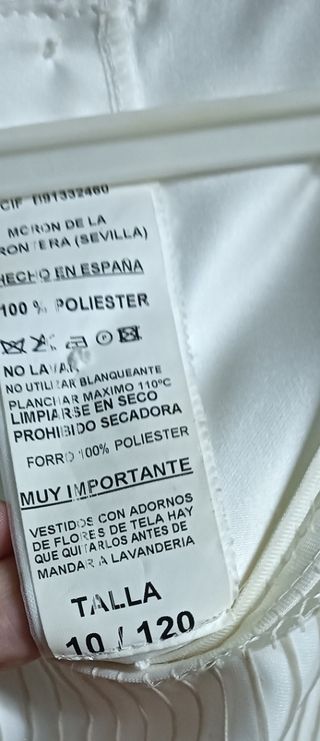 CIF B91332460
MORON DE LA
RONTERA (SEVILLA)
HECHO EN ESPAÑA
100 % POLIESTER
NO LAVAR
NO UTILIZAR BLANQUEANTE
PLANCHAR MAXIMO 110ºC
LIMPIARSE EN SECO
PROHIBIDO SECADORA
FORRO 100% POLIESTER
MUY IMPORTANTE
VESTIDOS CON ADORNOS
DE FLORES DE TELA HAY
QUE QUITARLOS ANTES DE
MANDAR A LAVANDERIA
TALLA
10 / 120